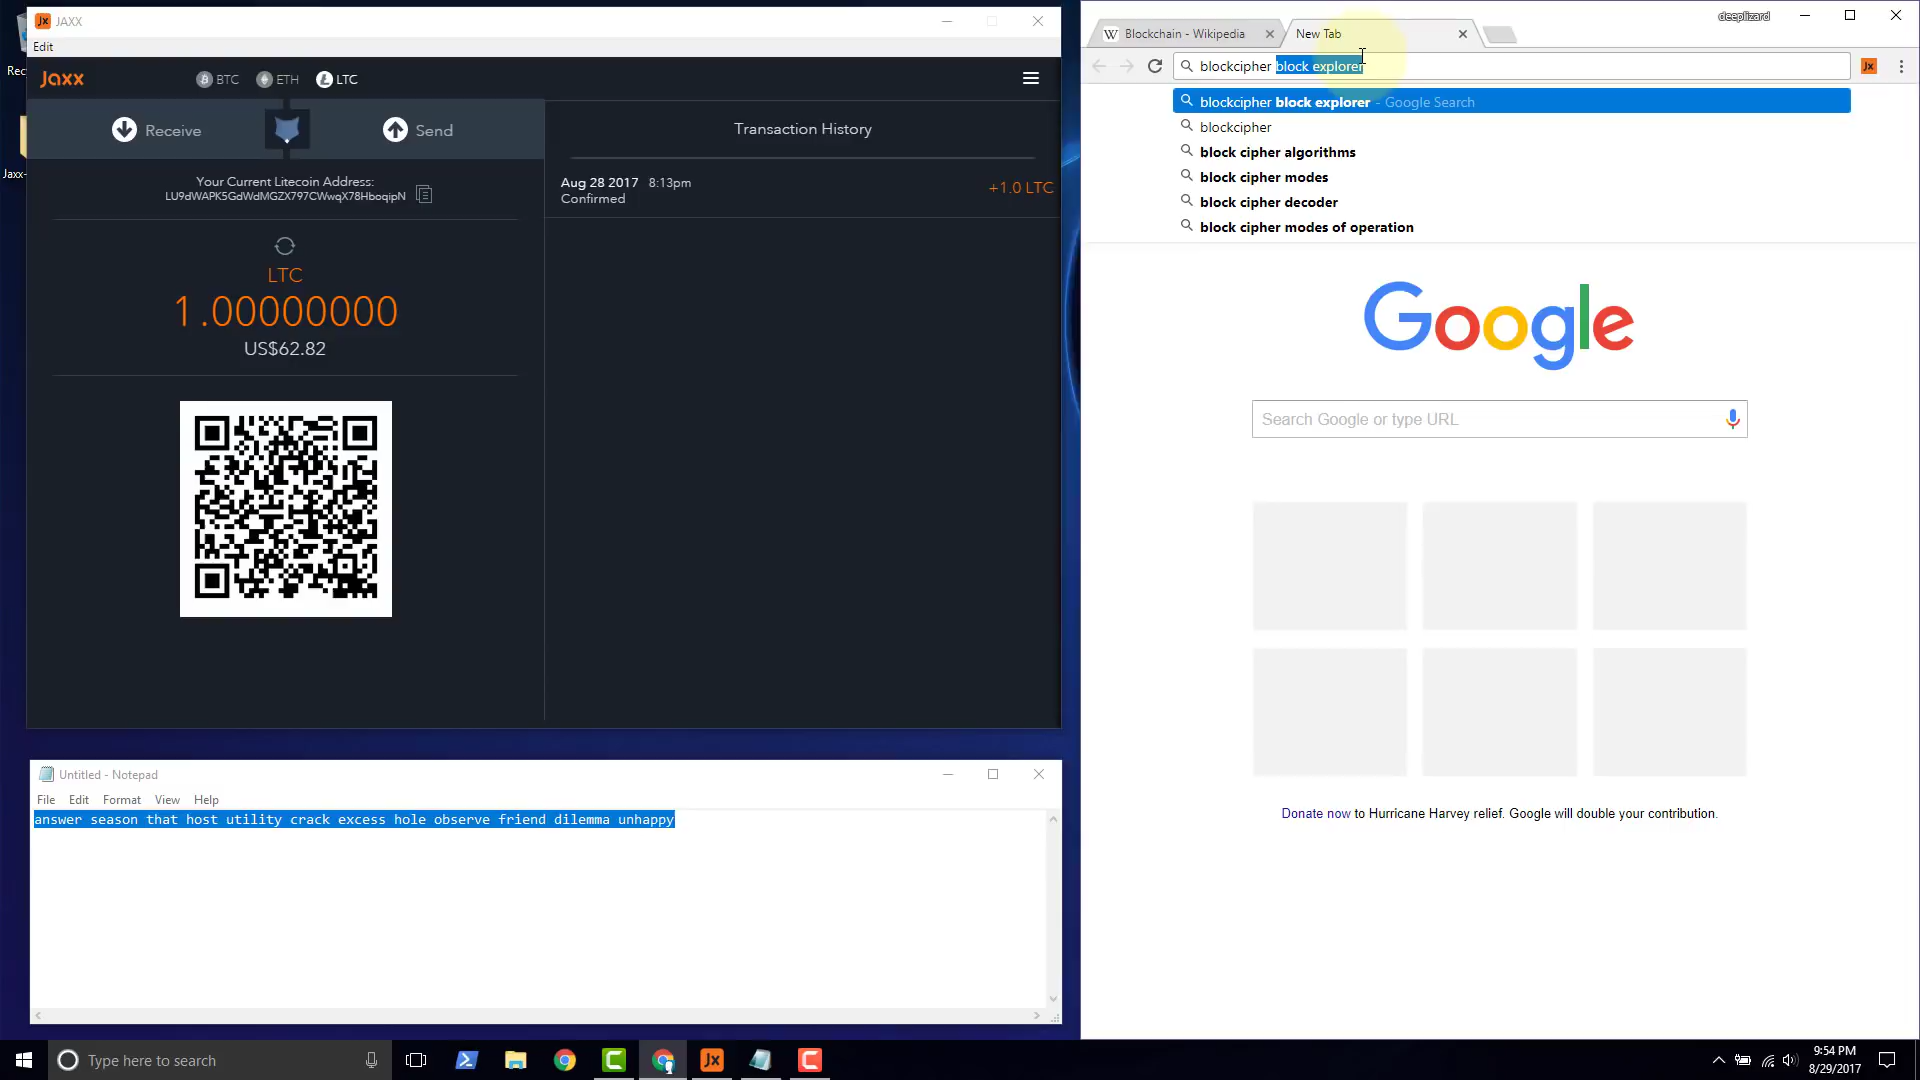 JAXX
Edit
Jaxx
BTC
ETH
LTC
Receive
Send
Your Current Litecoin Address:
LU9dWAPK5GdWdMGZX797CWwqX78HboqipN
LTC
1.00000000
US$62.82
Transaction History
Aug 28 2017 8:13pm
Confirmed
+1.0 LTC
Untitled - Notepad
File Edit Format View Help
answer season that host utility crack excess hole observe friend dilemma unhappy
deeplizard
Blockchain - Wikipedia
New Tab
blockcipher block explorer
blockcipher block explorer - Google Search
blockcipher
block cipher algorithms
block cipher modes
block cipher decoder
block cipher modes of operation
Google
Search Google or type URL
Donate now to Hurricane Harvey relief. Google will double your contribution.
Type here to search
9:54 PM
8/29/2017